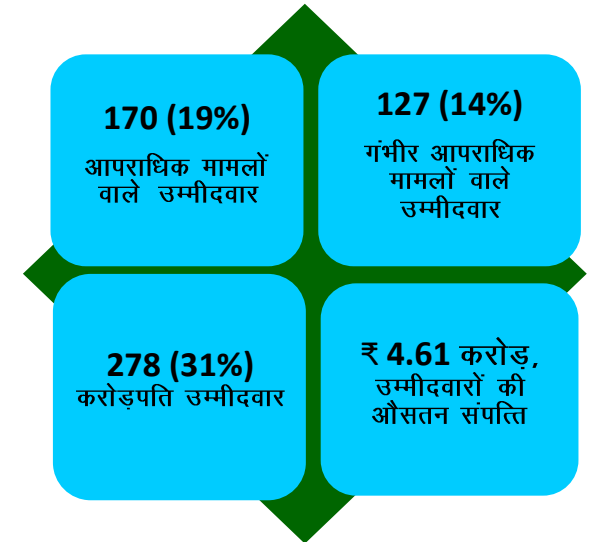 170 (19%)
आपराधिक मामलों
वाले उम्मीदवार
127 (14%)
गंभीर आपराधिक
मामलों वाले
उम्मीदवार
278 (31%)
करोड़पति उम्मीदवार
₹ 4.61 करोड़,
उम्मीदवारों की
औसतन संपत्ति